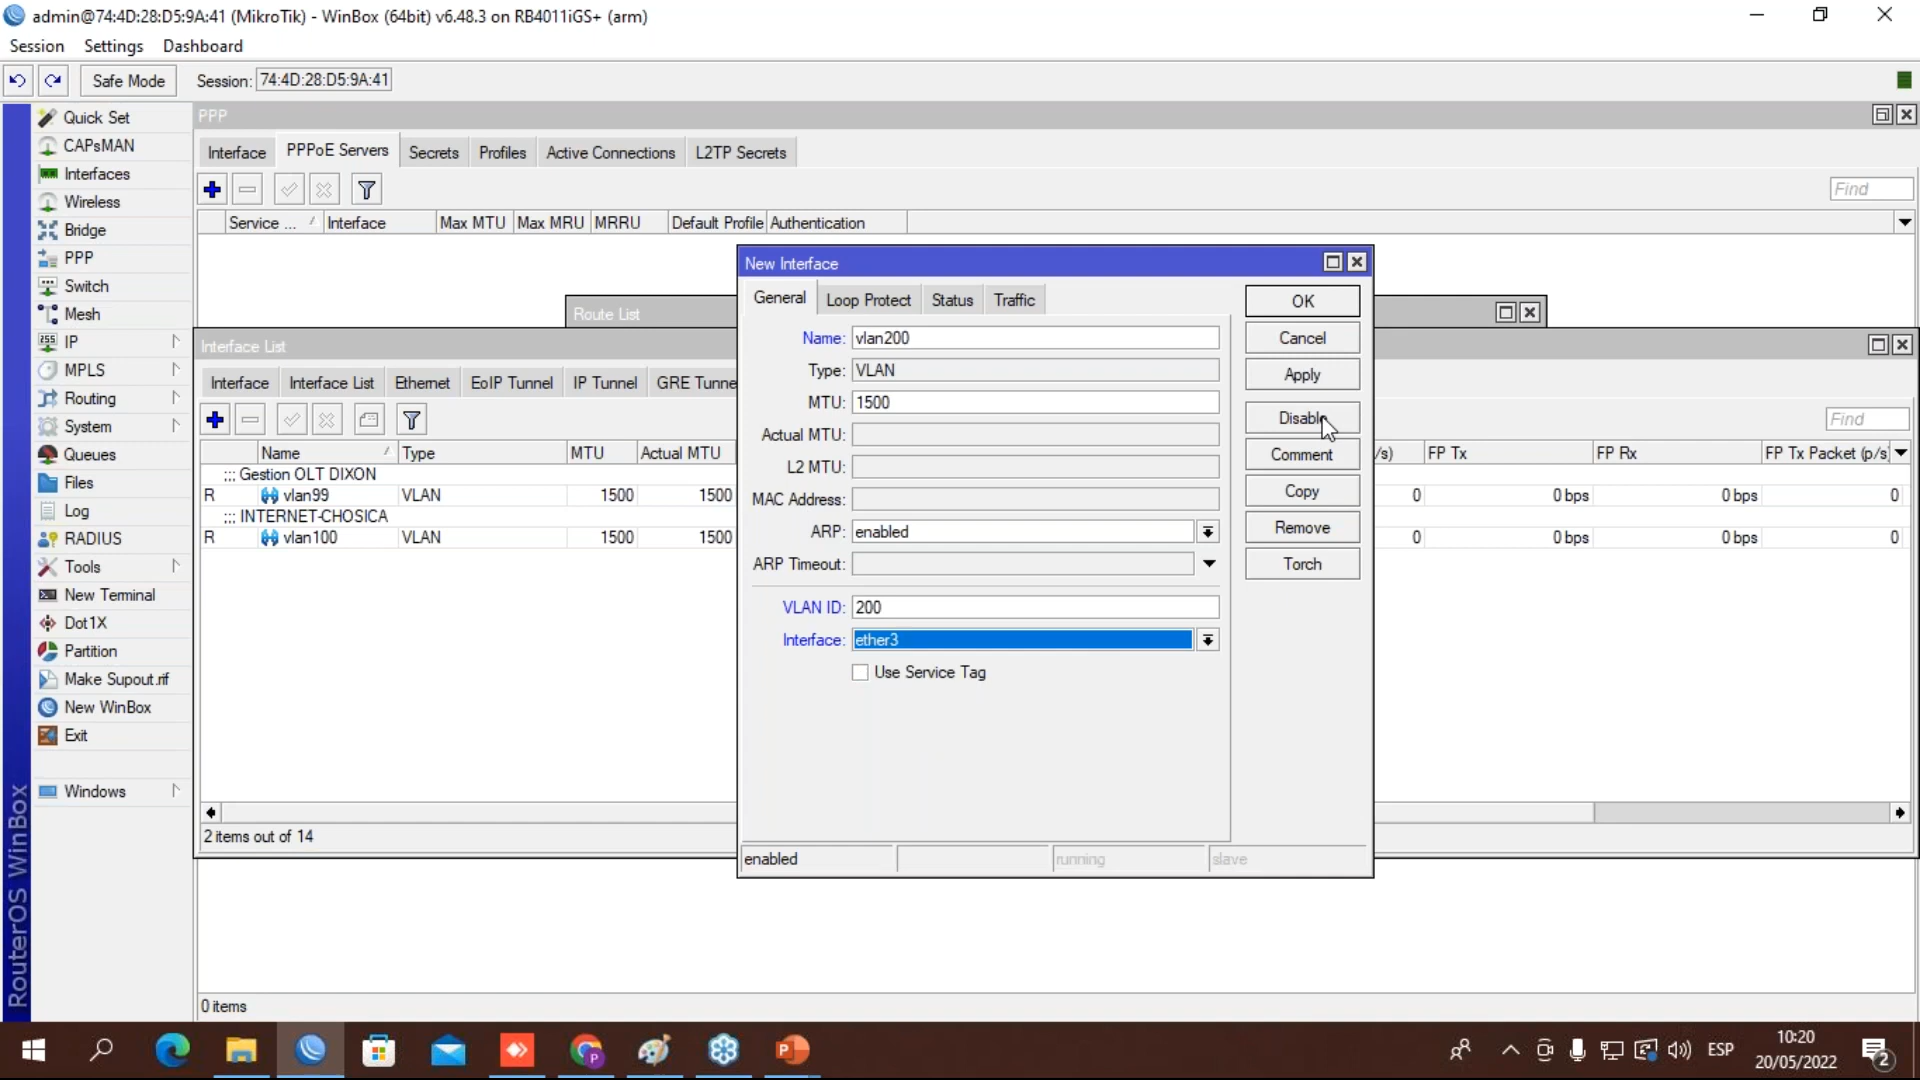 admin@74:4D:28:D5:9A:41 (MikroTik) - WinBox (64bit) v6.48.3 on RB4011iGS+ (arm)
Session Settings Dashboard
Safe Mode Session: 74:4D:28:D5:9A:41
Quick Set
CAPsMAN
Interfaces
Wireless
Bridge
PPP
Switch
Mesh
IP
MPLS
Routing
System
Queues
Files
Log
RADIUS
Tools
New Terminal
Dot1X
Partition
Make Supout.rif
New WinBox
Exit
Windows
RouterOS WinBox
PPP
Interface PPPoE Servers Secrets Profiles Active Connections L2TP Secrets
Find
Service ... Interface Max MTU Max MRU MRRU Default Profile Authentication
0 items
Route List
Interface List
Interface Interface List Ethernet EoIP Tunnel IP Tunnel GRE Tunne
Find
Name Type MTU Actual MTU /s) FP Tx FP Rx FP Tx Packet (p/s
;;; Gestion OLT DIXON
R vlan99 VLAN 1500 1500 0 0 bps 0 bps 0
;;; INTERNET-CHOSICA
R vlan100 VLAN 1500 1500 0 0 bps 0 bps 0
2 items out of 14
New Interface
General Loop Protect Status Traffic
Name: vlan200
Type: VLAN
MTU: 1500
Actual MTU:
L2 MTU:
MAC Address:
ARP: enabled
ARP Timeout:
VLAN ID: 200
Interface: ether3
Use Service Tag
OK
Cancel
Apply
Disable
Comment
Copy
Remove
Torch
enabled running slave
ESP
10:20
20/05/2022
2